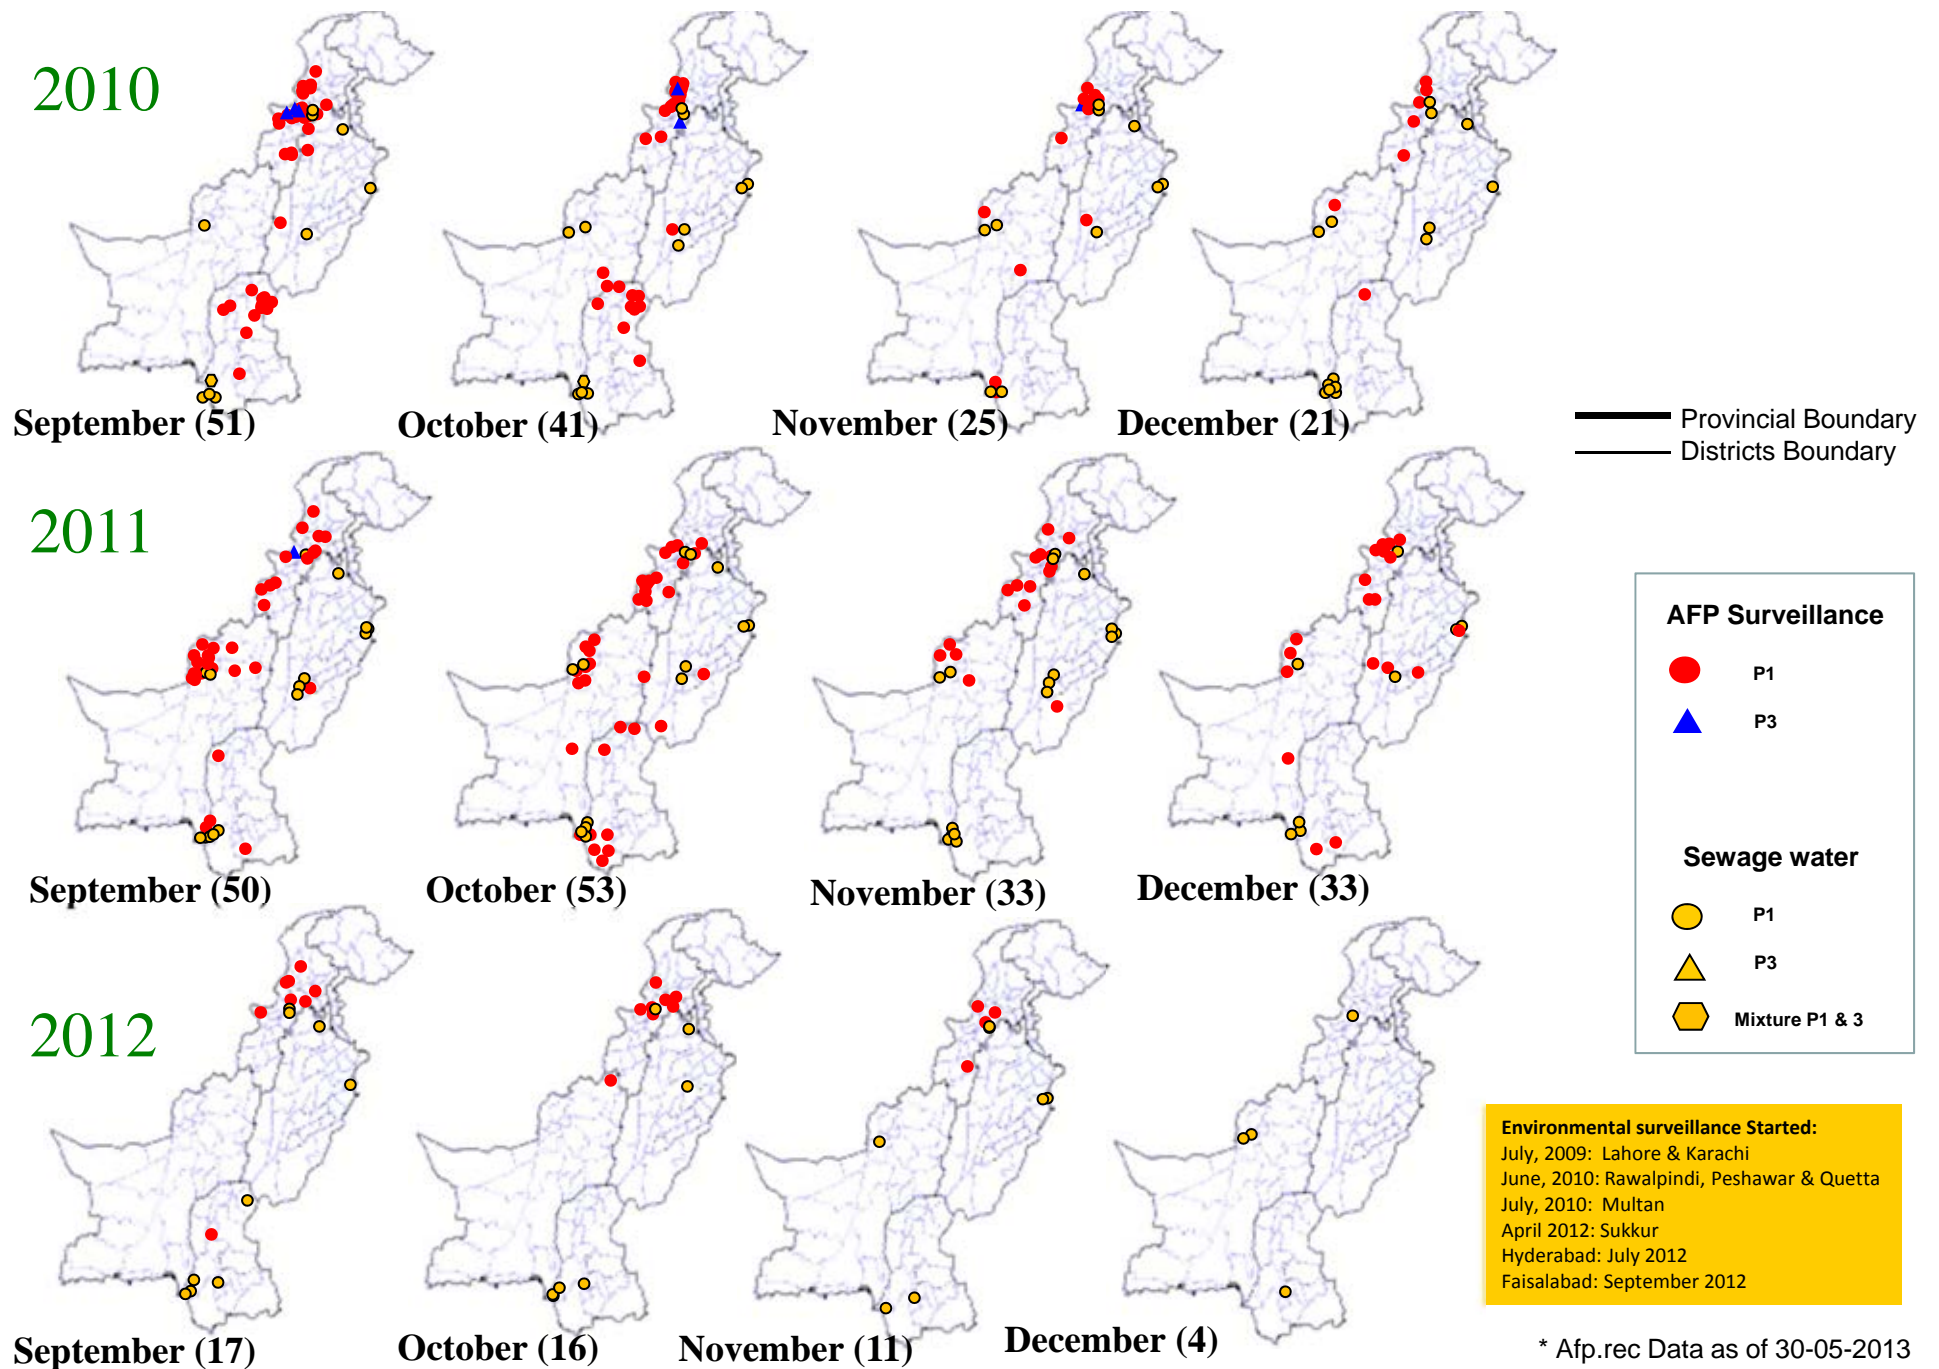 2010
September (51)
October (41)
November (25)
December (21)
Provincial Boundary
Districts Boundary
2011
September (50)
October (53)
November (33)
December (33)
AFP Surveillance
P1
P3
Sewage water
P1
P3
Mixture P1 & 3
2012
September (17)
October (16)
November (11)
December (4)
Environmental surveillance Started:
July, 2009: Lahore & Karachi
June, 2010: Rawalpindi, Peshawar & Quetta
July, 2010: Multan
April 2012: Sukkur
Hyderabad: July 2012
Faisalabad: September 2012
* Afp.rec Data as of 30-05-2013